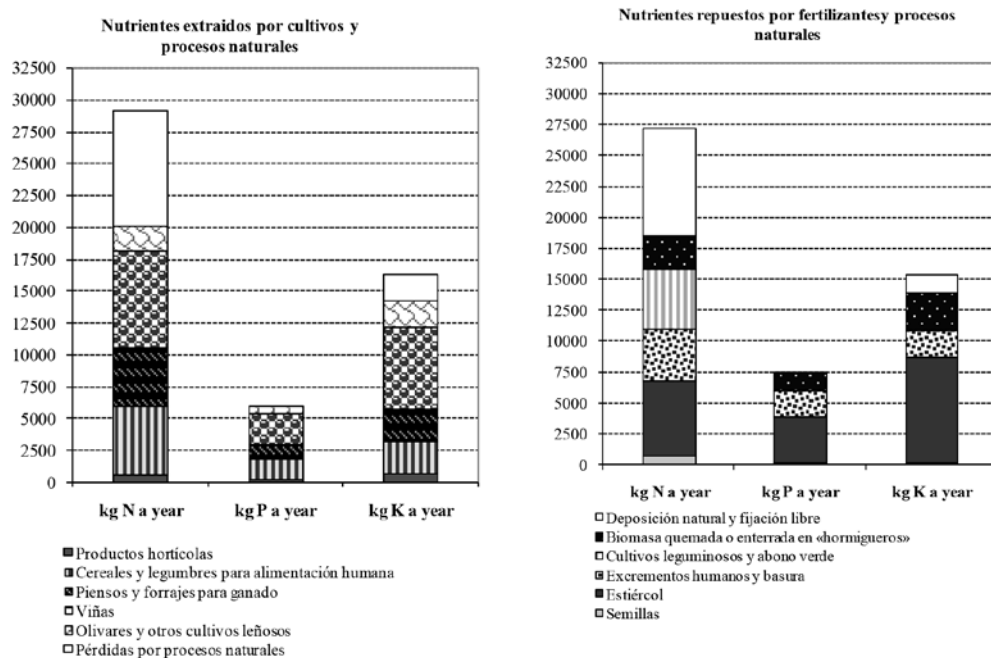 Nutrientes extraidos por cultivos y
procesos naturales
32500
30000
27500
25000
22500
20000
17500
15000
12500
10000
7500
5000
2500
0
kg N a year
kg P a year
kg K a year
Productos hortícolas
Cereales y legumbres para alimentación humana
Piensos y forrajes para ganado
Viñas
Olivares y otros cultivos leñosos
Pérdidas por procesos naturales
Nutrientes repuestos por fertilizantesy procesos
naturales
32500
30000
27500
25000
22500
20000
17500
15000
12500
10000
7500
5000
2500
0
kg N a year
kg P a year
kg K a year
Deposición natural y fijación libre
Biomasa quemada o enterrada en «hormigueros»
Cultivos leguminosos y abono verde
Excrementos humanos y basura
Estiércol
Semillas